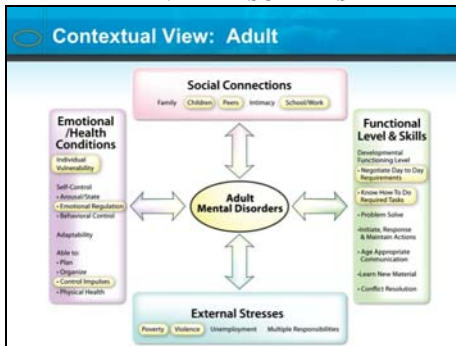 Contextual View: Adult
Social Connections
Family Children Peers Intimacy School/Work
Emotional
/Health
Conditions
Individual
Vulnerability
Self-Control
• Arousal/State
• Emotional Regulation
• Behavioral Control
Adaptability
Able to:
• Plan
• Organize
• Control Impulses
• Physical Health
Adult
Mental Disorders
Functional
Level & Skills
Developmental
Functioning Level
• Negotiate Day to Day
Requirements
• Know How To Do
Required Tasks
• Problem Solve
•Initiate, Response
& Maintain Actions
• Age Appropriate
Communication
•Learn New Material
• Conflict Resolution
External Stresses
Poverty Violence Unemployment Multiple Responsibilities